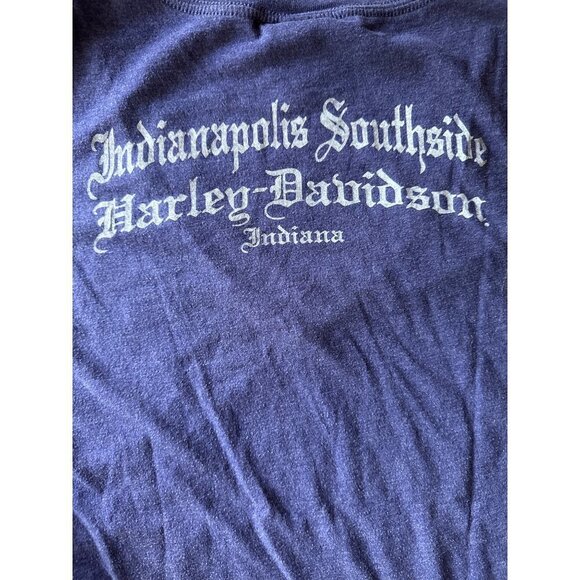 Indianapolis Southside
Harley-Davidson.
Indiana